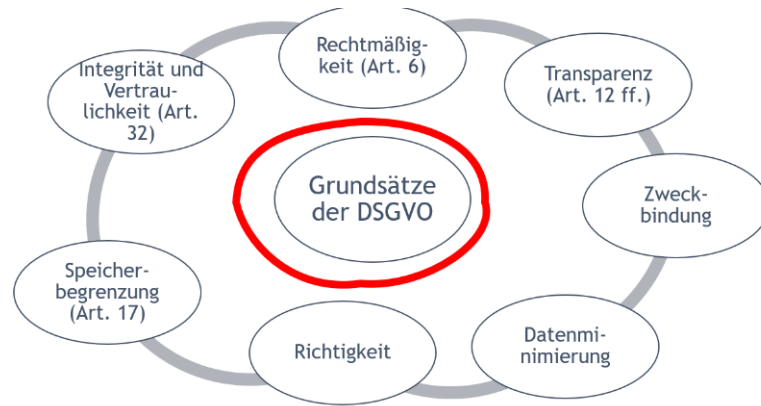 Rechtmäßig-
keit (Art. 6)
Transparenz
(Art. 12 ff.)
Zweck-
bindung
Datenmi-
nimierung
Richtigkeit
Speicher-
begrenzung
(Art. 17)
Integrität und
Vertrau-
lichkeit (Art.
32)
Grundsätze
der DSGVO